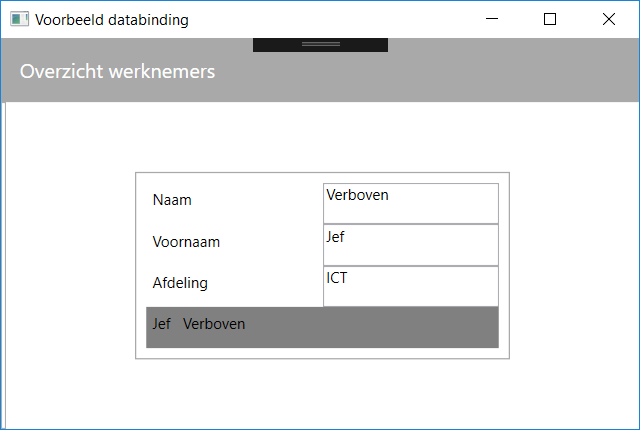 Voorbeeld databinding
Overzicht werknemers
Naam Verboven
Voornaam Jef
Afdeling ICT
Jef Verboven